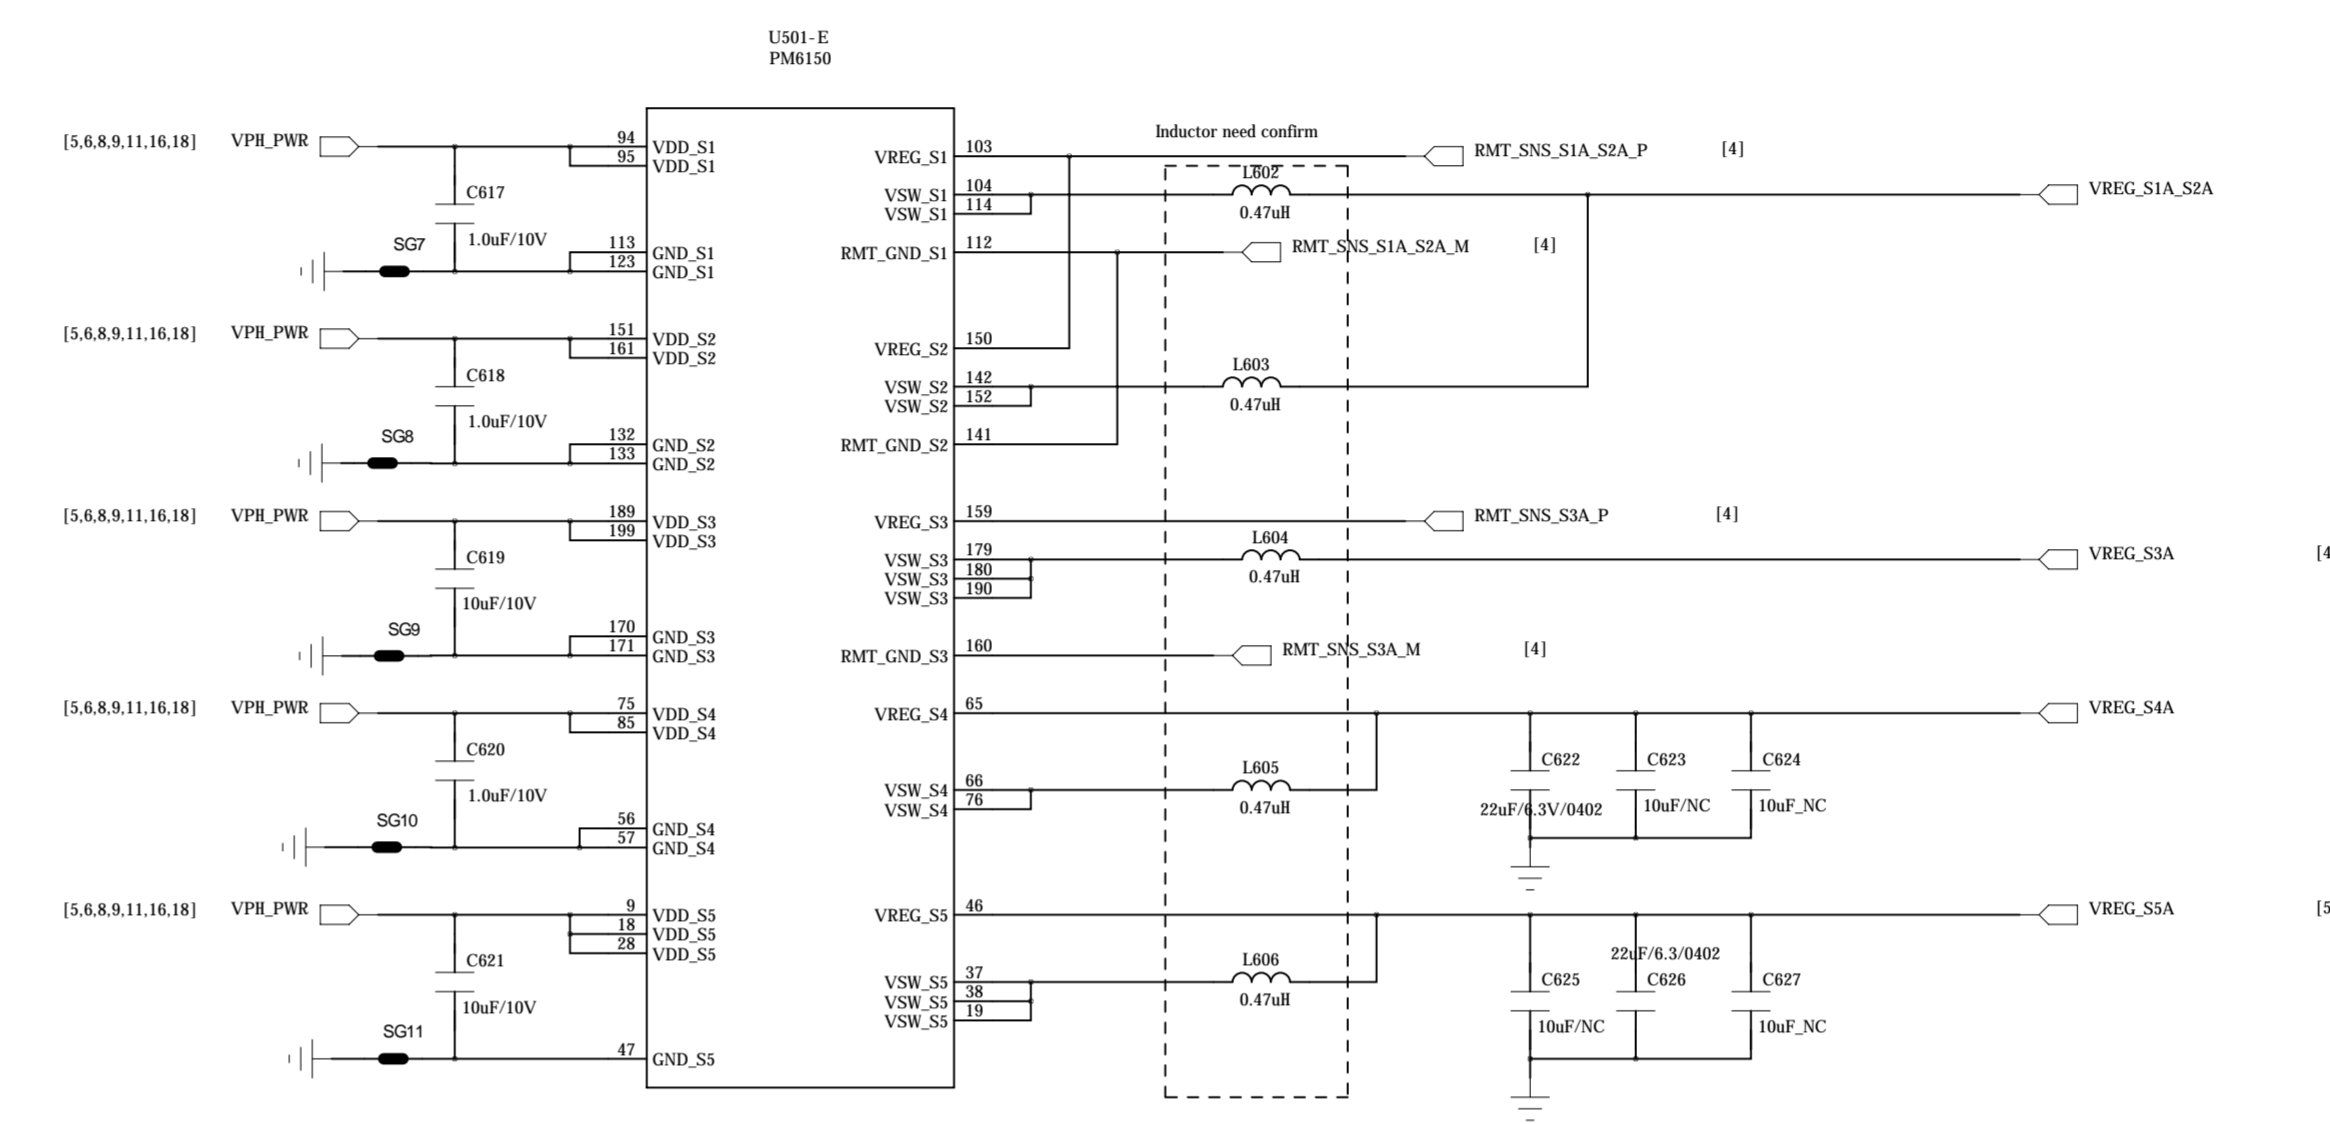 U501-E
PM6150
Inductor need confirm
[5,6,8,9,11,16,18] VPH_PWR
94 VDD_S1
95 VDD_S1
C617
1.0uF/10V
SG7
113 GND_S1
123 GND_S1
VREG_S1 103
RMT_SNS_S1A_S2A_P [4]
L602
VSW_S1 104
VSW_S1 114
0.47uH
VREG_S1A_S2A
RMT_GND_S1 112
RMT_SNS_S1A_S2A_M [4]
[5,6,8,9,11,16,18] VPH_PWR
151 VDD_S2
161 VDD_S2
C618
1.0uF/10V
SG8
132 GND_S2
133 GND_S2
VREG_S2 150
L603
VSW_S2 142
VSW_S2 152
0.47uH
RMT_GND_S2 141
[5,6,8,9,11,16,18] VPH_PWR
189 VDD_S3
199 VDD_S3
C619
10uF/10V
SG9
170 GND_S3
171 GND_S3
VREG_S3 159
RMT_SNS_S3A_P [4]
L604
VSW_S3 179
VSW_S3 180
VSW_S3 190
0.47uH
VREG_S3A [4
RMT_GND_S3 160
RMT_SNS_S3A_M [4]
[5,6,8,9,11,16,18] VPH_PWR
75 VDD_S4
85 VDD_S4
C620
1.0uF/10V
SG10
56 GND_S4
57 GND_S4
VREG_S4 65
VREG_S4A
L605
VSW_S4 66
VSW_S4 76
0.47uH
C622 C623 C624
22uF/6.3V/0402 10uF/NC 10uF_NC
[5,6,8,9,11,16,18] VPH_PWR
9 VDD_S5
18 VDD_S5
28 VDD_S5
C621
10uF/10V
SG11
47 GND_S5
VREG_S5 46
VREG_S5A [5
L606
VSW_S5 37
VSW_S5 38
VSW_S5 19
0.47uH
22uF/6.3/0402
C625 C626 C627
10uF/NC 10uF_NC